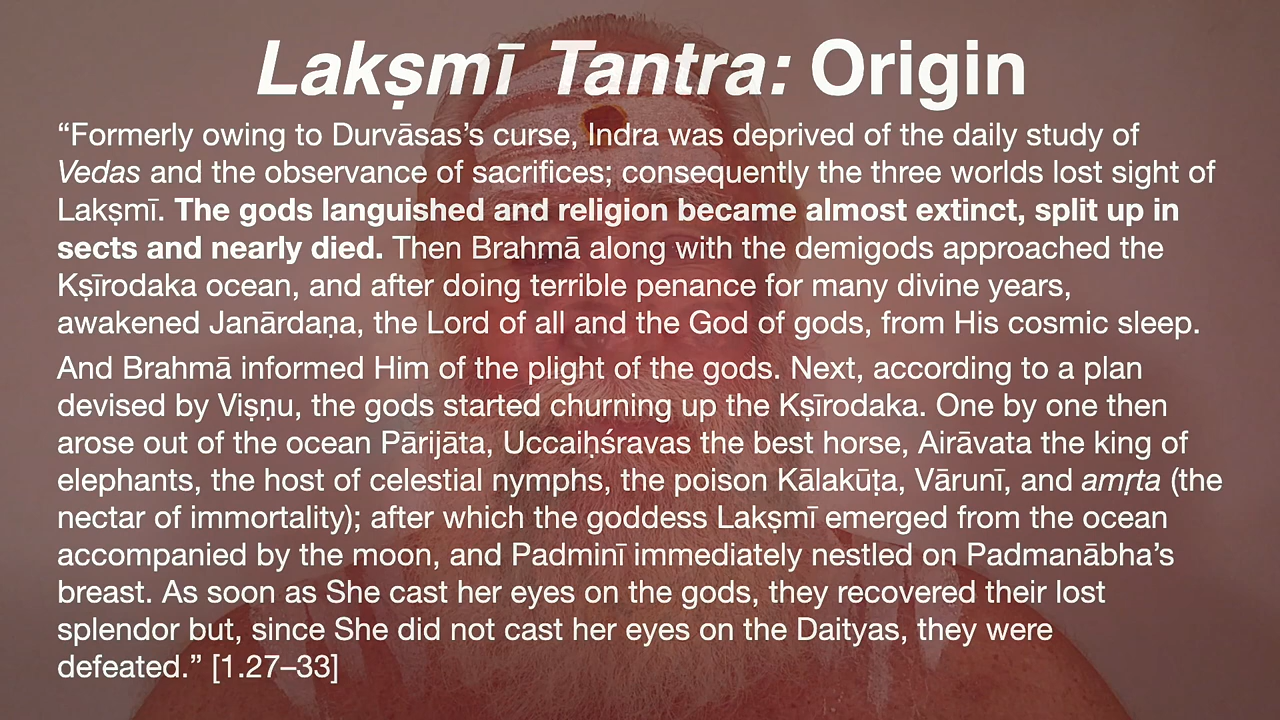 Lakṣmī Tantra: Origin
“Formerly owing to Durvāsas’s curse, Indra was deprived of the daily study of
Vedas and the observance of sacrifices; consequently the three worlds lost sight of
Lakṣmī. The gods languished and religion became almost extinct, split up in
sects and nearly died. Then Brahmā along with the demigods approached the
Kṣīrodaka ocean, and after doing terrible penance for many divine years,
awakened Janārdaṇa, the Lord of all and the God of gods, from His cosmic sleep.
And Brahmā informed Him of the plight of the gods. Next, according to a plan
devised by Viṣṇu, the gods started churning up the Kṣīrodaka. One by one then
arose out of the ocean Pārijāta, Uccaiḥśravas the best horse, Airāvata the king of
elephants, the host of celestial nymphs, the poison Kālakūṭa, Vārunī, and amṛta (the
nectar of immortality); after which the goddess Lakṣmī emerged from the ocean
accompanied by the moon, and Padminī immediately nestled on Padmanābha’s
breast. As soon as She cast her eyes on the gods, they recovered their lost
splendor but, since She did not cast her eyes on the Daityas, they were
defeated.” [1.27–33]